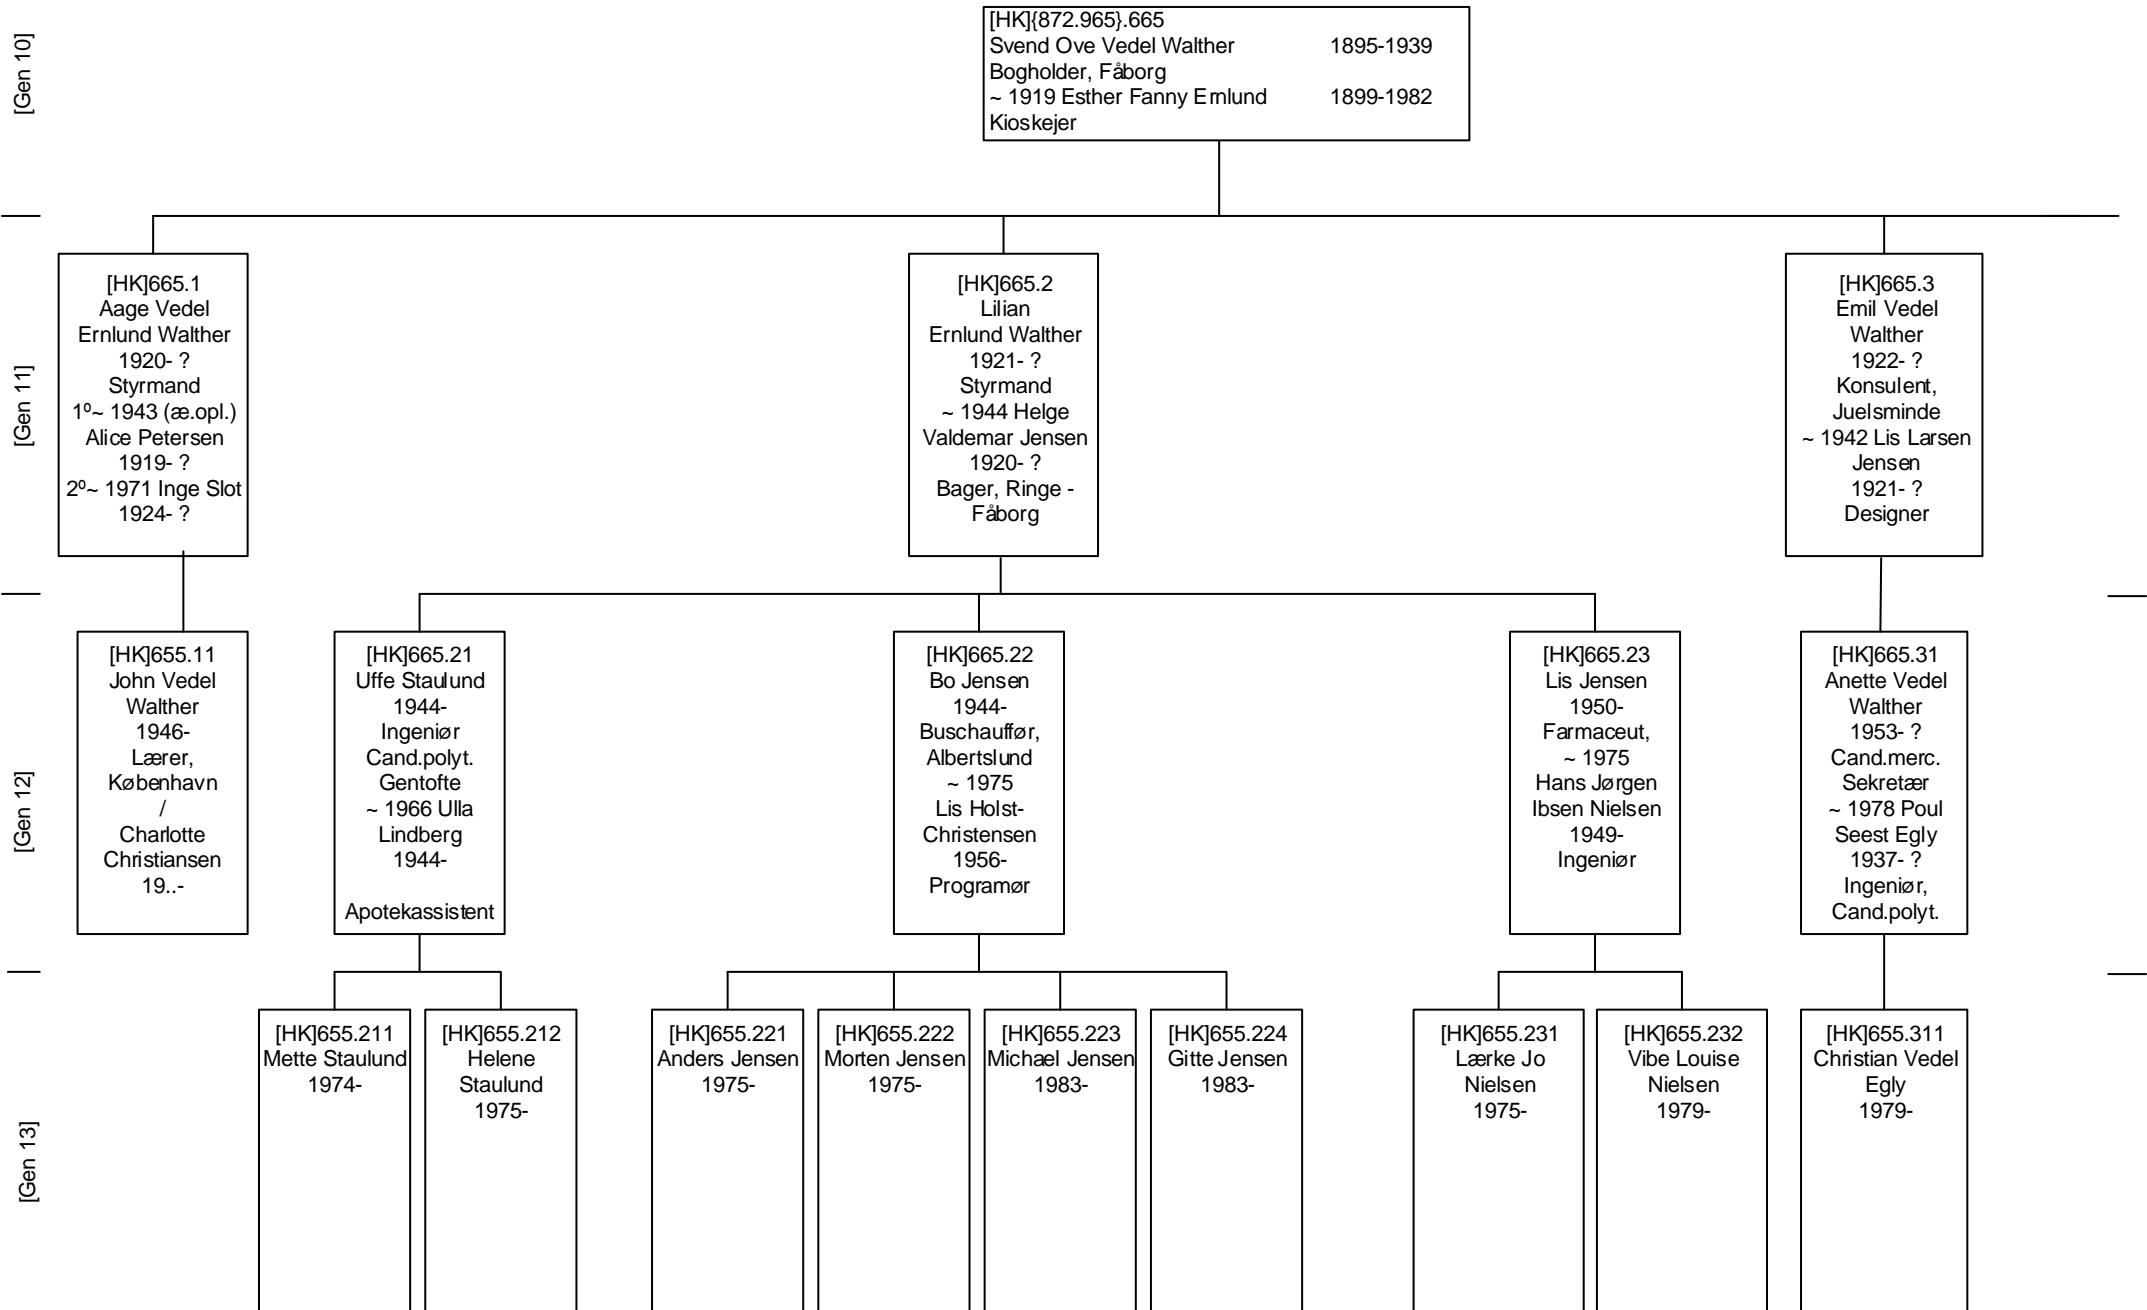 [Gen 10]
[HK]{872.965}.665
Svend Ove Vedel Walther 1895-1939
Bogholder, Fåborg
~ 1919 Esther Fanny Ernlund 1899-1982
Kioskejer
[Gen 11]
[HK]665.1
Aage Vedel
Ernlund Walther
1920- ?
Styrmand
1º~ 1943 (æ.opl.)
Alice Petersen
1919- ?
2º~ 1971 Inge Slot
1924- ?
[HK]665.2
Lilian
Ernlund Walther
1921- ?
Styrmand
~ 1944 Helge
Valdemar Jensen
1920- ?
Bager, Ringe -
Fåborg
[HK]665.3
Emil Vedel
Walther
1922- ?
Konsulent,
Juelsminde
~ 1942 Lis Larsen
Jensen
1921- ?
Designer
[Gen 12]
[HK]655.11
John Vedel
Walther
1946-
Lærer,
København
/
Charlotte
Christiansen
19..-
[HK]665.21
Uffe Staulund
1944-
Ingeniør
Cand.polyt.
Gentofte
~ 1966 Ulla
Lindberg
1944-
Apotekassistent
[HK]665.22
Bo Jensen
1944-
Buschauffør,
Albertslund
~ 1975
Lis Holst-
Christensen
1956-
Programør
[HK]665.23
Lis Jensen
1950-
Farmaceut,
~ 1975
Hans Jørgen
Ibsen Nielsen
1949-
Ingeniør
[HK]665.31
Anette Vedel
Walther
1953- ?
Cand.merc.
Sekretær
~ 1978 Poul
Seest Egly
1937- ?
Ingeniør,
Cand.polyt.
[Gen 13]
[HK]655.211
Mette Staulund
1974-
[HK]655.212
Helene
Staulund
1975-
[HK]655.221
Anders Jensen
1975-
[HK]655.222
Morten Jensen
1975-
[HK]655.223
Michael Jensen
1983-
[HK]655.224
Gitte Jensen
1983-
[HK]655.231
Lærke Jo
Nielsen
1975-
[HK]655.232
Vibe Louise
Nielsen
1979-
[HK]655.311
Christian Vedel
Egly
1979-